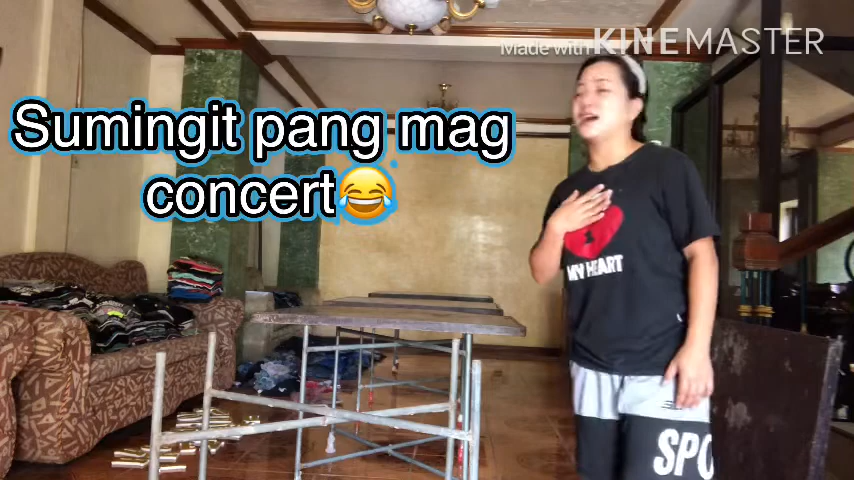 Made with KINEMASTER
Sumingit pang mag
concert😂
MY HEART
SPO